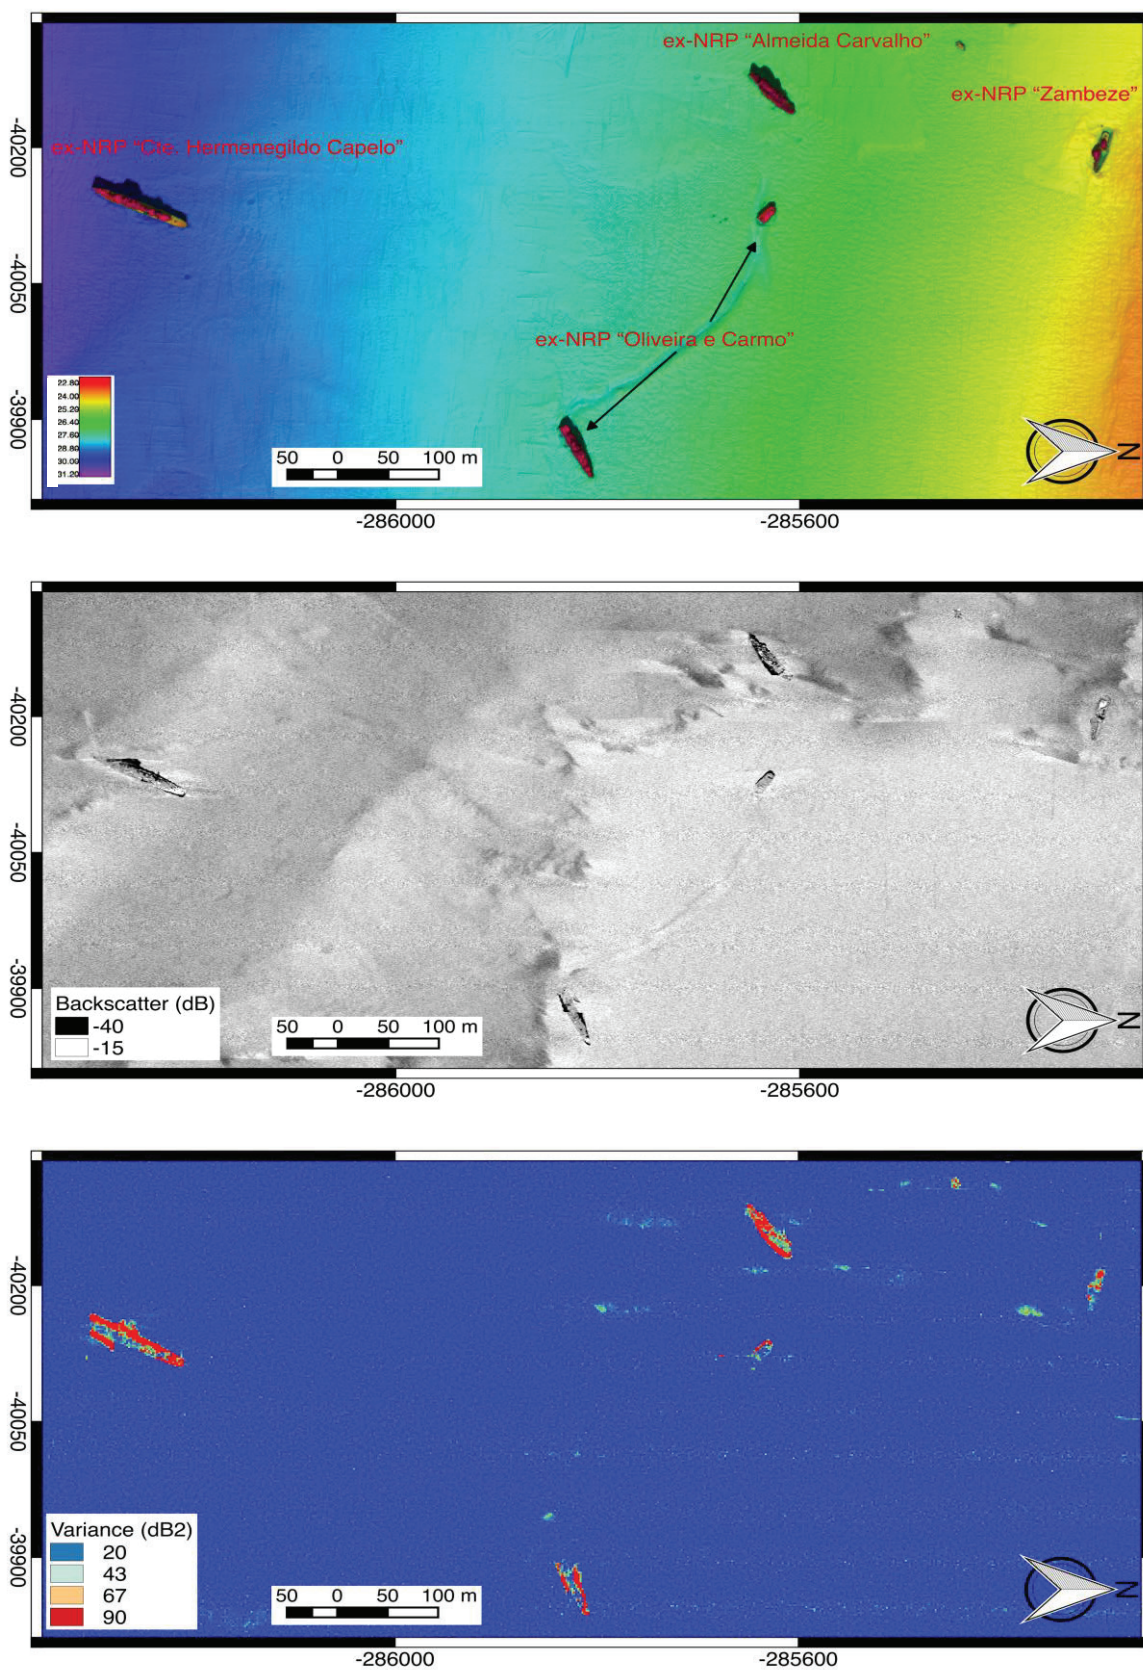 ex-NRP “Almeida Carvalho”
ex-NRP “Zambeze”
ex-NRP “Cte. Hermenegildo Capelo”
ex-NRP “Oliveira e Carmo”
-40200
-40050
-39900
22.80
24.00
25.20
26.40
27.60
28.80
30.00
31.20
50 0 50 100 m
N
-286000 -285600
-40200
-40050
-39900
Backscatter (dB)
-40
-15
50 0 50 100 m
N
-286000 -285600
-40200
-40050
-39900
Variance (dB2)
20
43
67
90
50 0 50 100 m
N
-286000 -285600